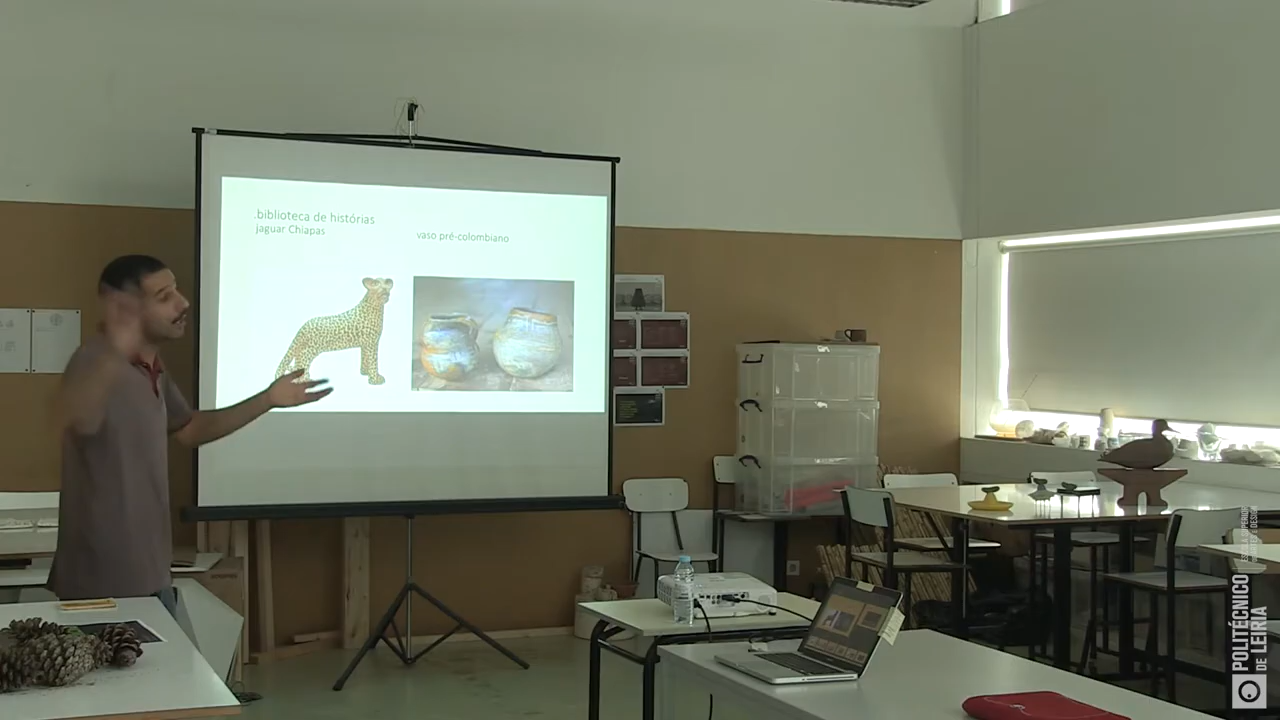 .biblioteca de histórias
jaguar Chiapas
vaso pré-colombiano
POLITÉCNICO
DE LEIRIA